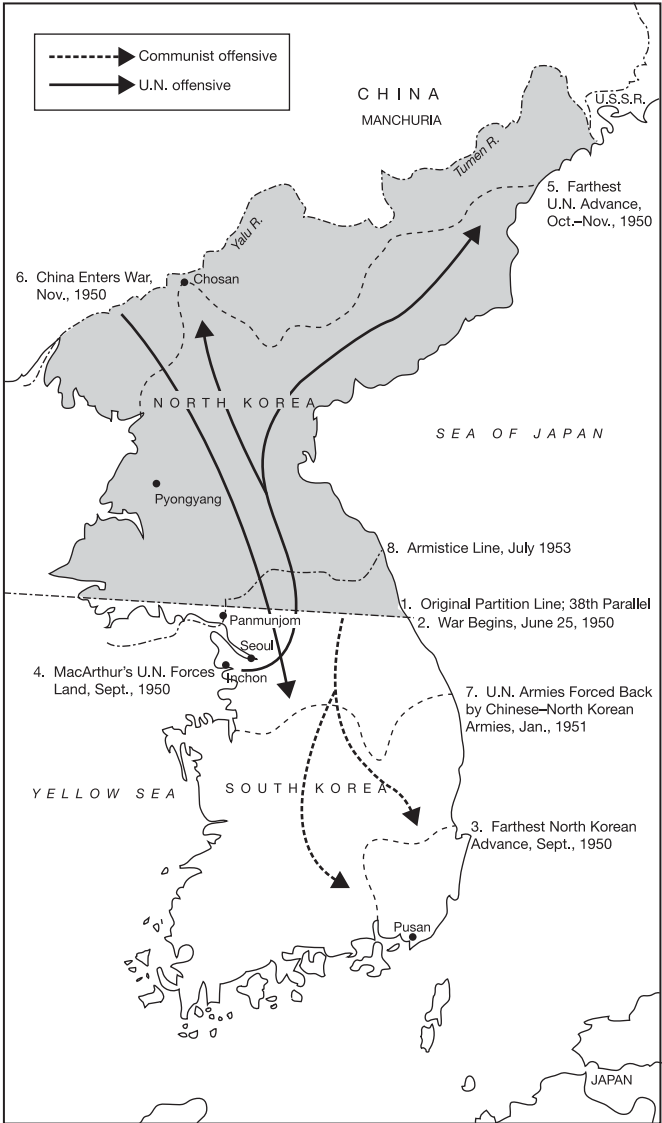 Communist offensive
U.N. offensive
CHINA
MANCHURIA
U.S.S.R.
Tumen R.
5. Farthest
U.N. Advance,
Oct.–Nov., 1950
Yalu R.
6. China Enters War,
Nov., 1950
Chosan
NORTH KOREA
SEA OF JAPAN
Pyongyang
8. Armistice Line, July 1953
1. Original Partition Line; 38th Parallel
2. War Begins, June 25, 1950
Panmunjom
Seoul
4. MacArthur's U.N. Forces
Land, Sept., 1950
Inchon
7. U.N. Armies Forced Back
by Chinese–North Korean
Armies, Jan., 1951
YELLOW SEA
SOUTH KOREA
3. Farthest North Korean
Advance, Sept., 1950
Pusan
JAPAN